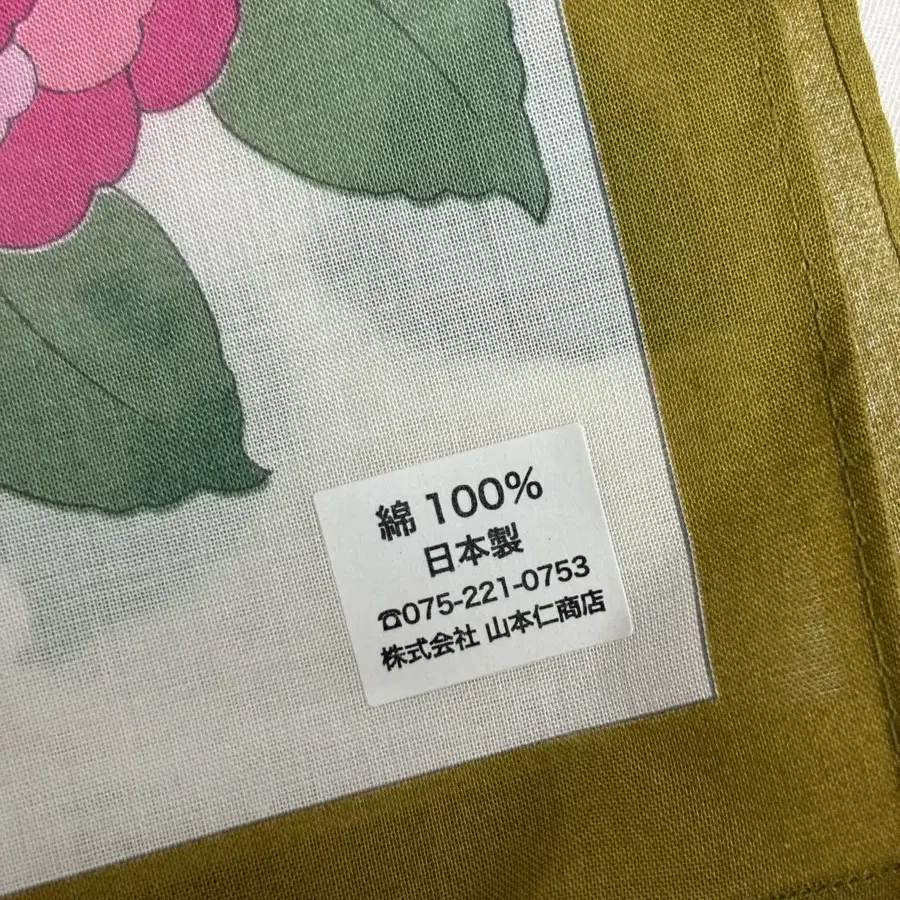 綿 100%
日本製
☎075-221-0753
株式会社 山本仁商店